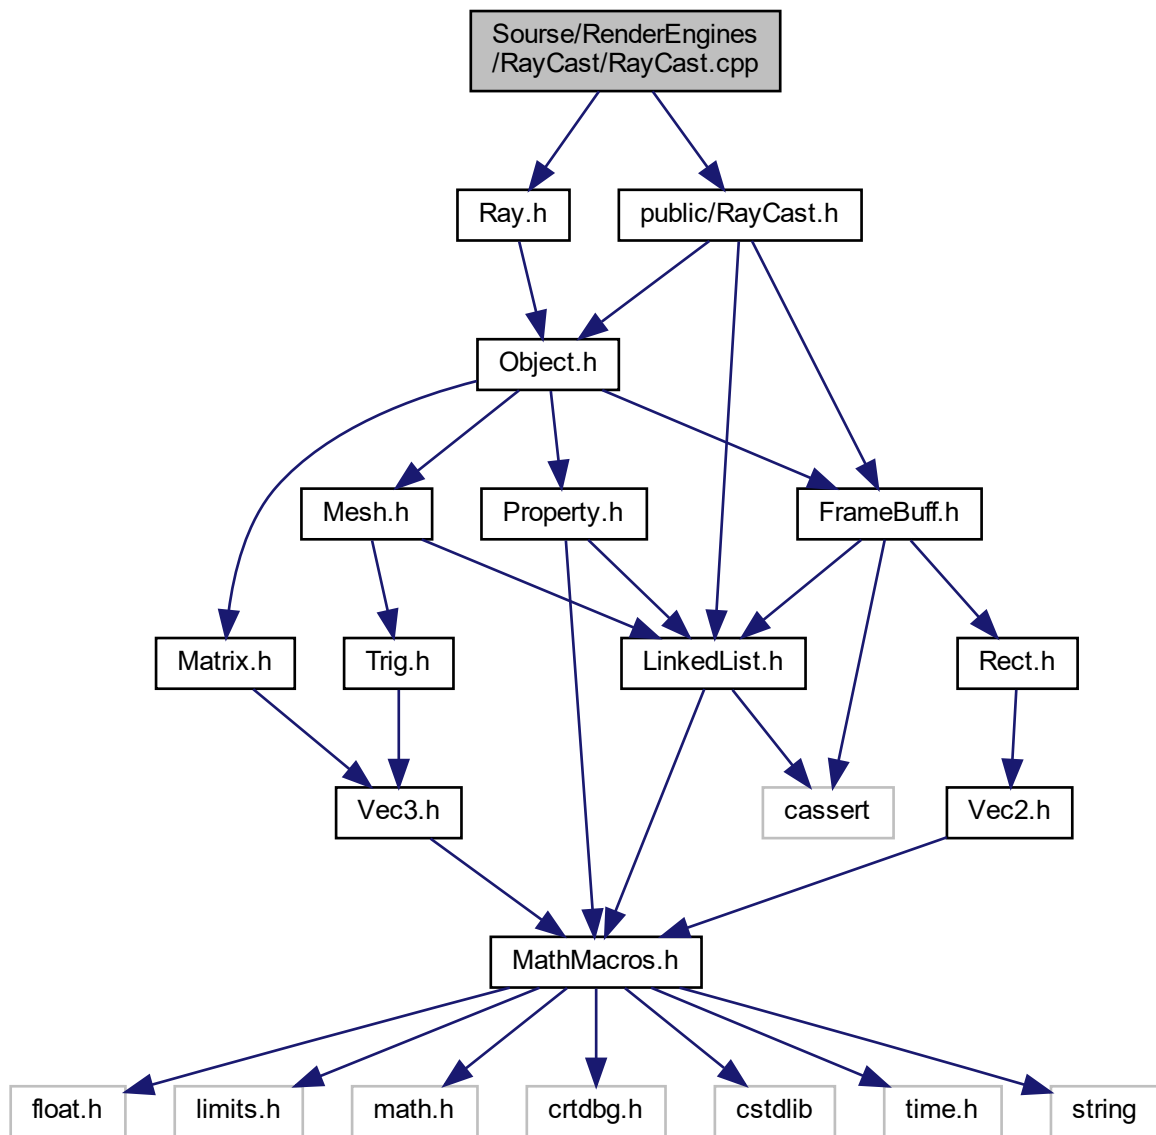 Sourse/RenderEngines
/RayCast/RayCast.cpp
Ray.h
public/RayCast.h
Object.h
Mesh.h
Property.h
FrameBuff.h
Matrix.h
Trig.h
LinkedList.h
Rect.h
Vec3.h
cassert
Vec2.h
MathMacros.h
float.h
limits.h
math.h
crtdbg.h
cstdlib
time.h
string